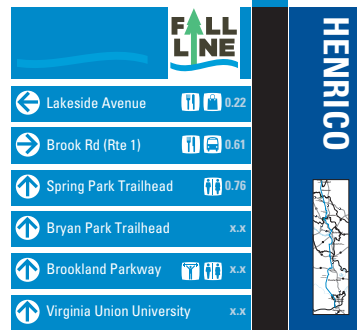 FALL
LINE
Lakeside Avenue 0.22
Brook Rd (Rte 1) 0.61
Spring Park Trailhead 0.76
Bryan Park Trailhead x.x
Brookland Parkway x.x
Virginia Union University x.x
HENRICO